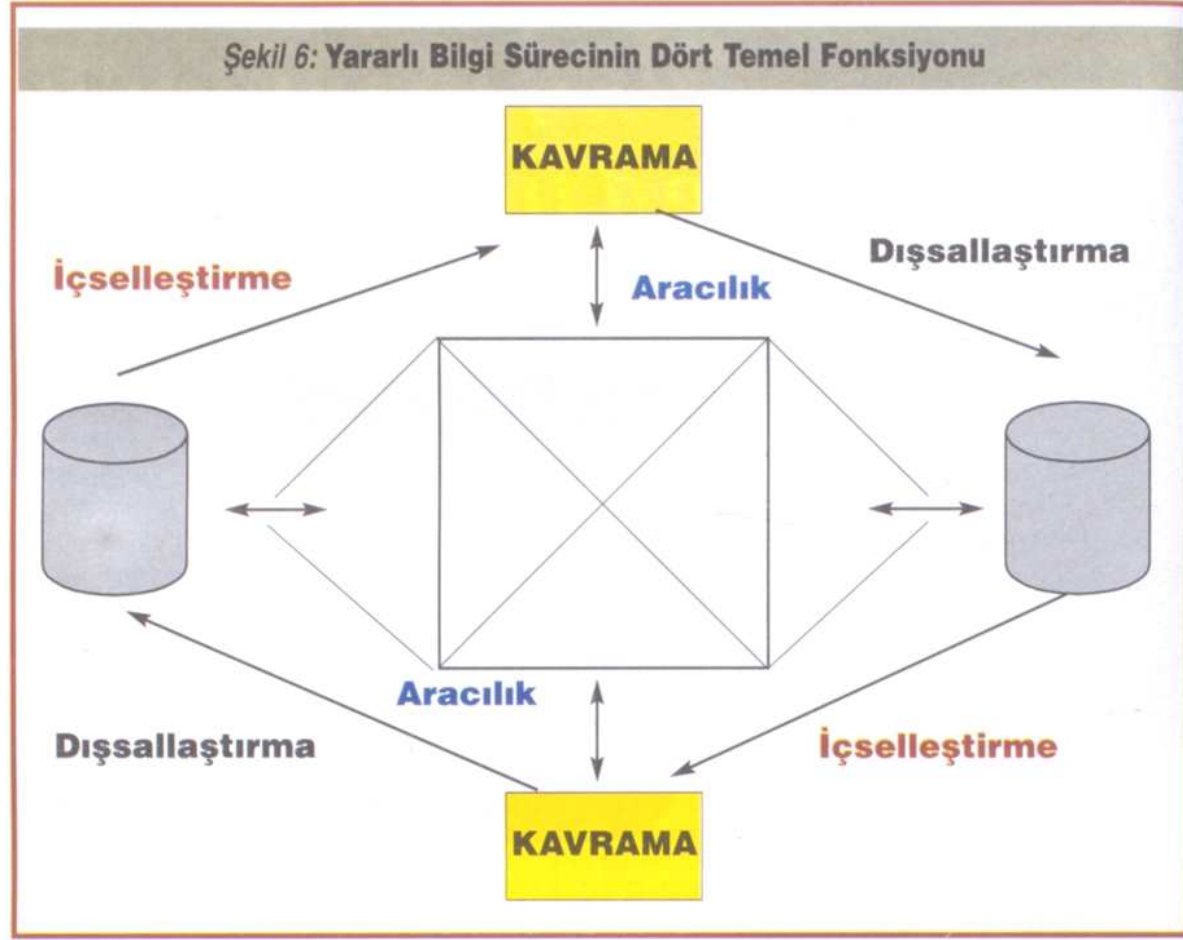 Şekil 6: Yararlı Bilgi Sürecinin Dört Temel Fonksiyonu
KAVRAMA
Dışsallaştırma
İçselleştirme
Aracılık
Aracılık
Dışsallaştırma
İçselleştirme
KAVRAMA